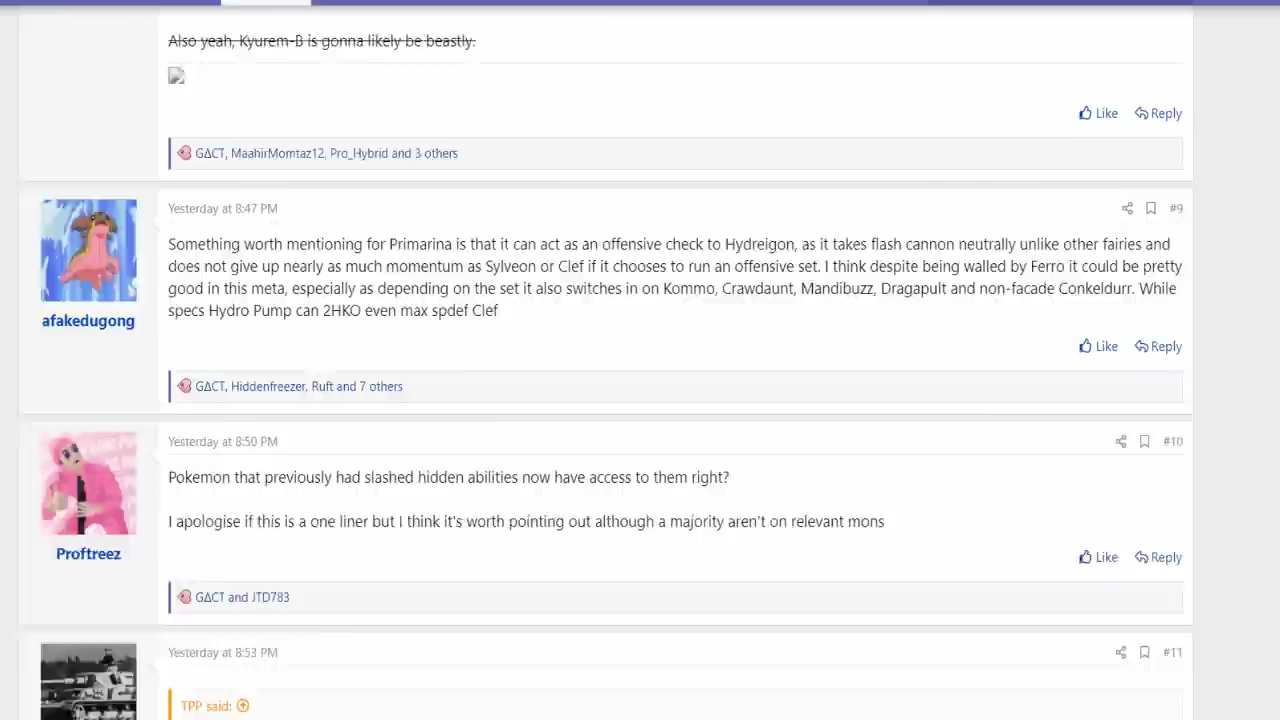 Also yeah, Kyurem-B is gonna likely be beastly.
Like Reply
GΔCT, MaahirMomtaz12, Pro_Hybrid and 3 others
Yesterday at 8:47 PM #9
Something worth mentioning for Primarina is that it can act as an offensive check to Hydreigon, as it takes flash cannon neutrally unlike other fairies and
does not give up nearly as much momentum as Sylveon or Clef if it chooses to run an offensive set. I think despite being walled by Ferro it could be pretty
good in this meta, especially as depending on the set it also switches in on Kommo, Crawdaunt, Mandibuzz, Dragapult and non-facade Conkeldurr. While
specs Hydro Pump can 2HKO even max spdef Clef
afakedugong
Like Reply
GΔCT, Hiddenfreezer, Ruft and 7 others
Yesterday at 8:50 PM #10
Pokemon that previously had slashed hidden abilities now have access to them right?
I apologise if this is a one liner but I think it's worth pointing out although a majority aren't on relevant mons
Proftreez
Like Reply
GΔCT and JTD783
Yesterday at 8:53 PM #11
TPP said: